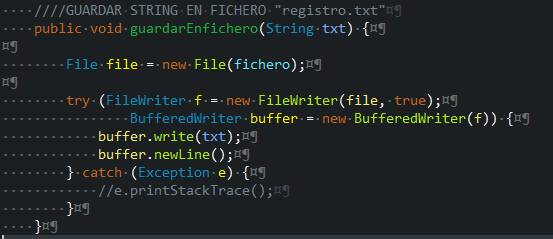 ////GUARDAR STRING EN FICHERO "registro.txt"¤¶
public void guardarEnfichero(String txt) {¤¶
¤¶
File file = new File(fichero);¤¶
¤¶
try (FileWriter f = new FileWriter(file, true);¤¶
BufferedWriter buffer = new BufferedWriter(f)) {¤¶
buffer.write(txt);¤¶
buffer.newLine();¤¶
} catch (Exception e) {¤¶
//e.printStackTrace();¤¶
}¤¶
}¤¶